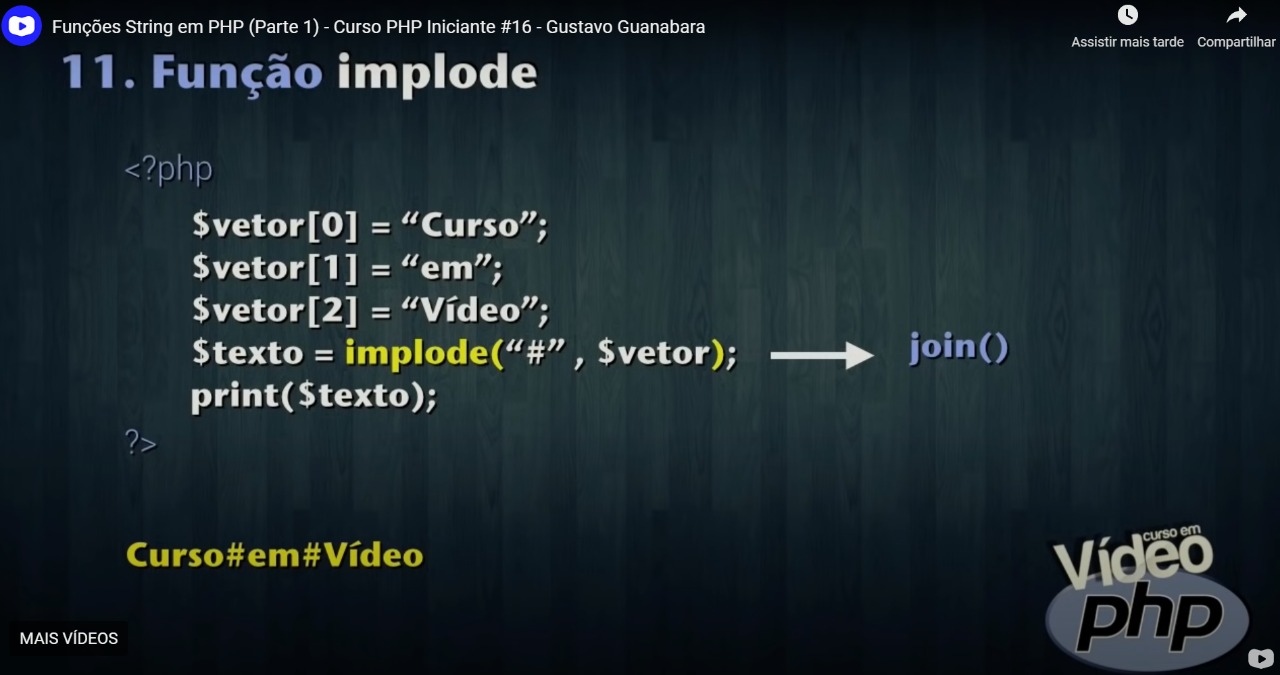 Funções String em PHP (Parte 1) - Curso PHP Iniciante #16 - Gustavo Guanabara
Assistir mais tarde
Compartilhar
11. Função implode
<?php
$vetor[0] = “Curso”;
$vetor[1] = “em”;
$vetor[2] = “Vídeo”;
$texto = implode(“#” , $vetor);
join()
print($texto);
?>
Curso#em#Vídeo
curso em
Vídeo
php
MAIS VÍDEOS